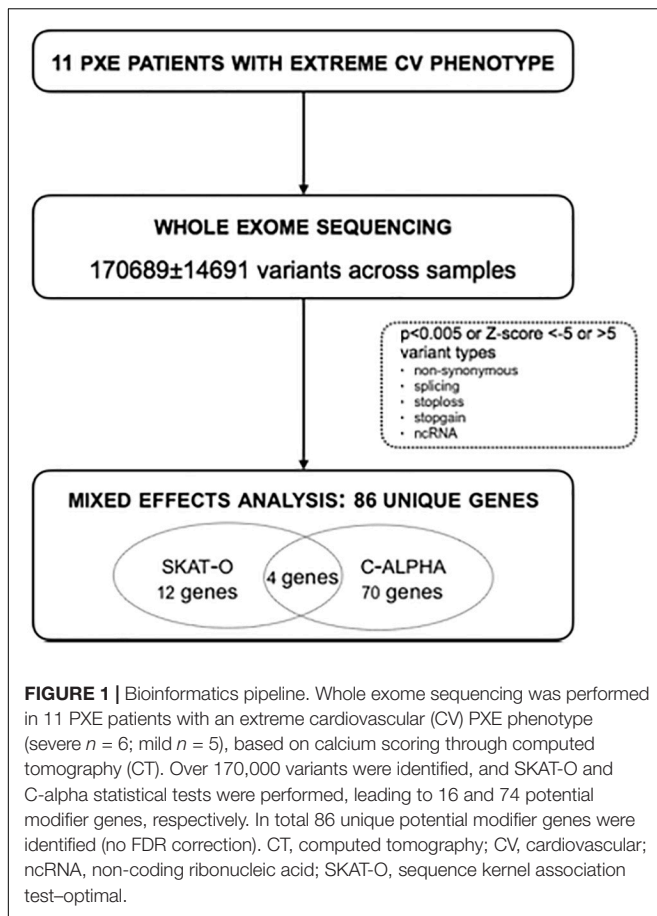 11 PXE PATIENTS WITH EXTREME CV PHENOTYPE
WHOLE EXOME SEQUENCING
170689±14691 variants across samples
p<0.005 or Z-score <-5 or >5
variant types
• non-synonymous
• splicing
• stoploss
• stopgain
• ncRNA
MIXED EFFECTS ANALYSIS: 86 UNIQUE GENES
SKAT-O
12 genes
4 genes
C-ALPHA
70 genes
FIGURE 1 | Bioinformatics pipeline. Whole exome sequencing was performed
in 11 PXE patients with an extreme cardiovascular (CV) PXE phenotype
(severe n = 6; mild n = 5), based on calcium scoring through computed
tomography (CT). Over 170,000 variants were identified, and SKAT-O and
C-alpha statistical tests were performed, leading to 16 and 74 potential
modifier genes, respectively. In total 86 unique potential modifier genes were
identified (no FDR correction). CT, computed tomography; CV, cardiovascular;
ncRNA, non-coding ribonucleic acid; SKAT-O, sequence kernel association
test–optimal.